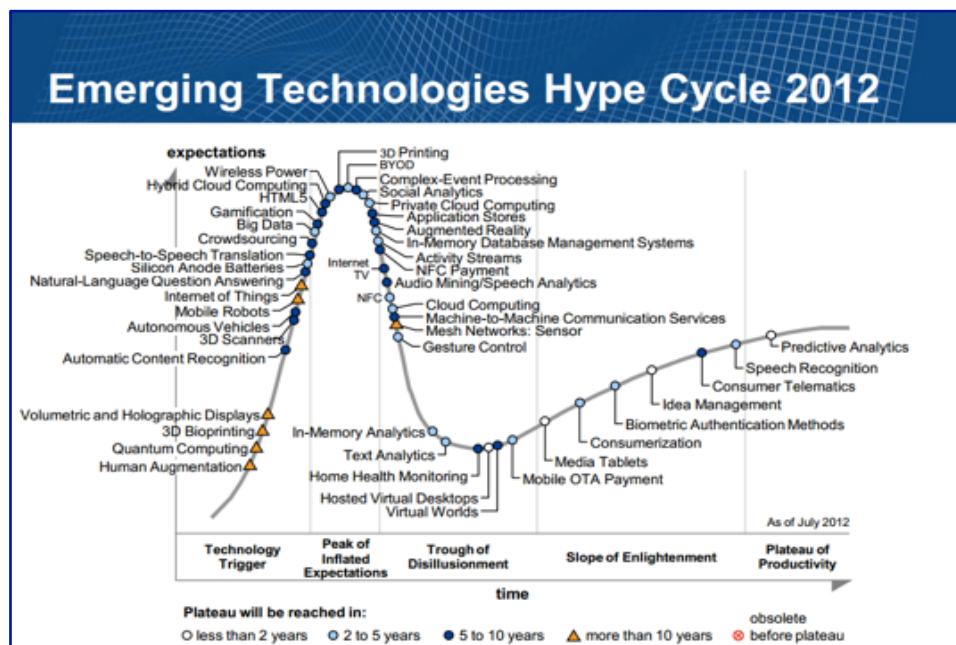 Emerging Technologies Hype Cycle 2012
expectations
3D Printing
BYOD
Complex-Event Processing
Social Analytics
Private Cloud Computing
Application Stores
Augmented Reality
In-Memory Database Management Systems
Activity Streams
NFC Payment
Audio Mining/Speech Analytics
Cloud Computing
Machine-to-Machine Communication Services
Mesh Networks: Sensor
Gesture Control
Wireless Power
Hybrid Cloud Computing
HTML5
Gamification
Big Data
Crowdsourcing
Speech-to-Speech Translation
Silicon Anode Batteries
Natural-Language Question Answering
Internet of Things
Mobile Robots
Autonomous Vehicles
3D Scanners
Automatic Content Recognition
Volumetric and Holographic Displays
3D Bioprinting
Quantum Computing
Human Augmentation
Internet
TV
NFC
In-Memory Analytics
Text Analytics
Home Health Monitoring
Hosted Virtual Desktops
Virtual Worlds
Mobile OTA Payment
Media Tablets
Consumerization
Biometric Authentication Methods
Idea Management
Consumer Telematics
Speech Recognition
Predictive Analytics
As of July 2012
Technology
Trigger
Peak of
Inflated
Expectations
Trough of
Disillusionment
Slope of Enlightenment
Plateau of
Productivity
time
Plateau will be reached in:
less than 2 years
2 to 5 years
5 to 10 years
more than 10 years
obsolete
before plateau